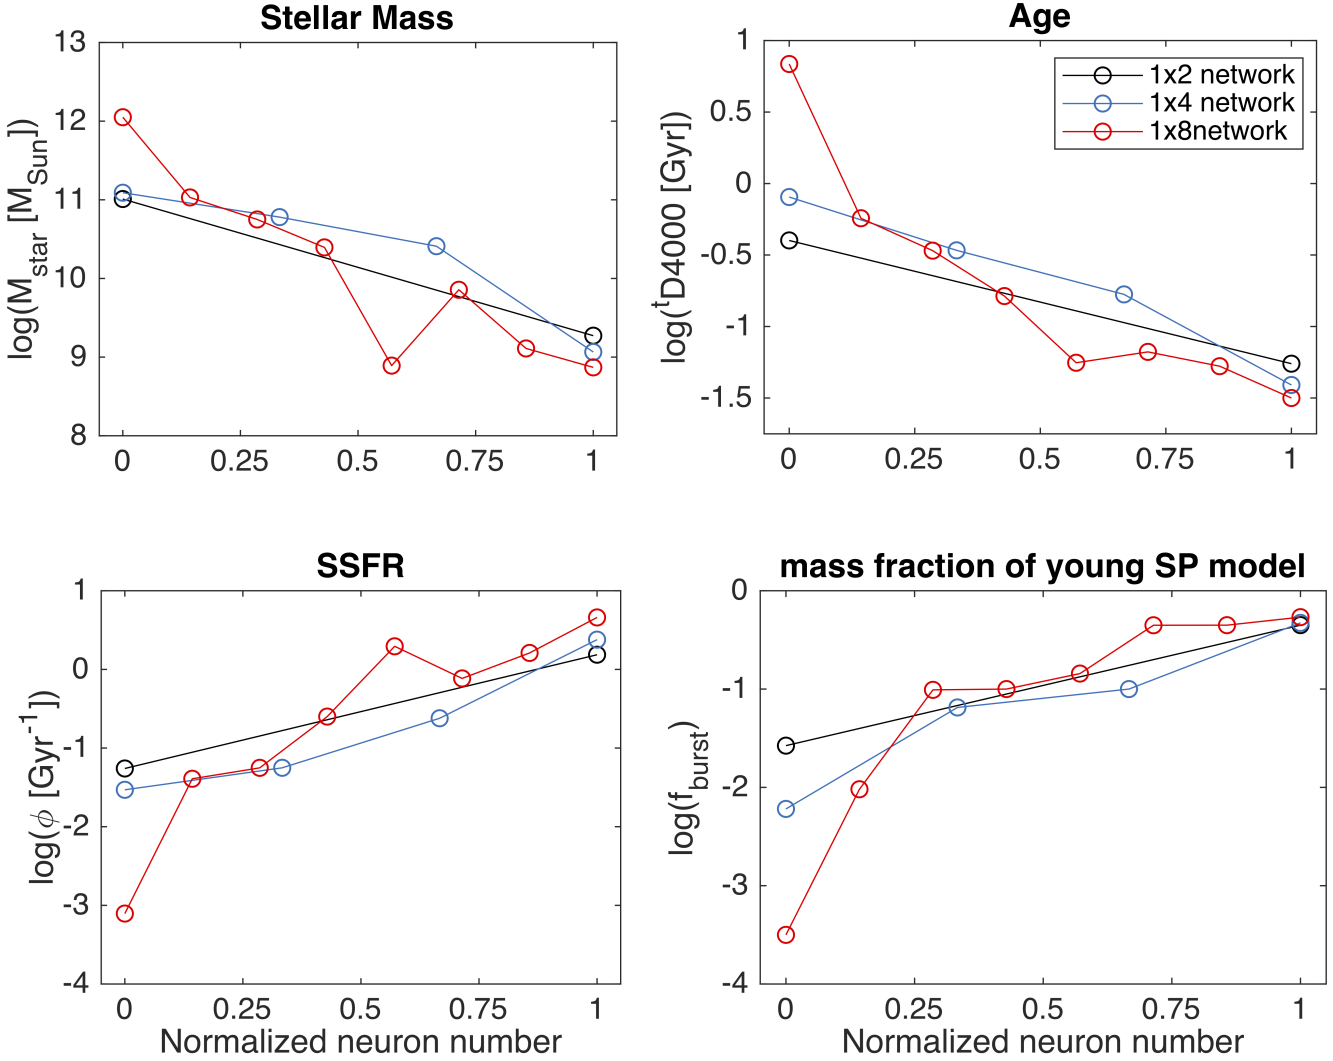 Stellar Mass
13
12
11
10
9
8
log(M_star [M_Sun])
0 0.25 0.5 0.75 1
Age
1
0.5
0
-0.5
-1
-1.5
log(^tD4000 [Gyr])
1x2 network
1x4 network
1x8network
0 0.25 0.5 0.75 1
SSFR
1
0
-1
-2
-3
-4
log(ϕ [Gyr^-1])
0 0.25 0.5 0.75 1
Normalized neuron number
mass fraction of young SP model
0
-1
-2
-3
-4
log(f_burst)
0 0.25 0.5 0.75 1
Normalized neuron number